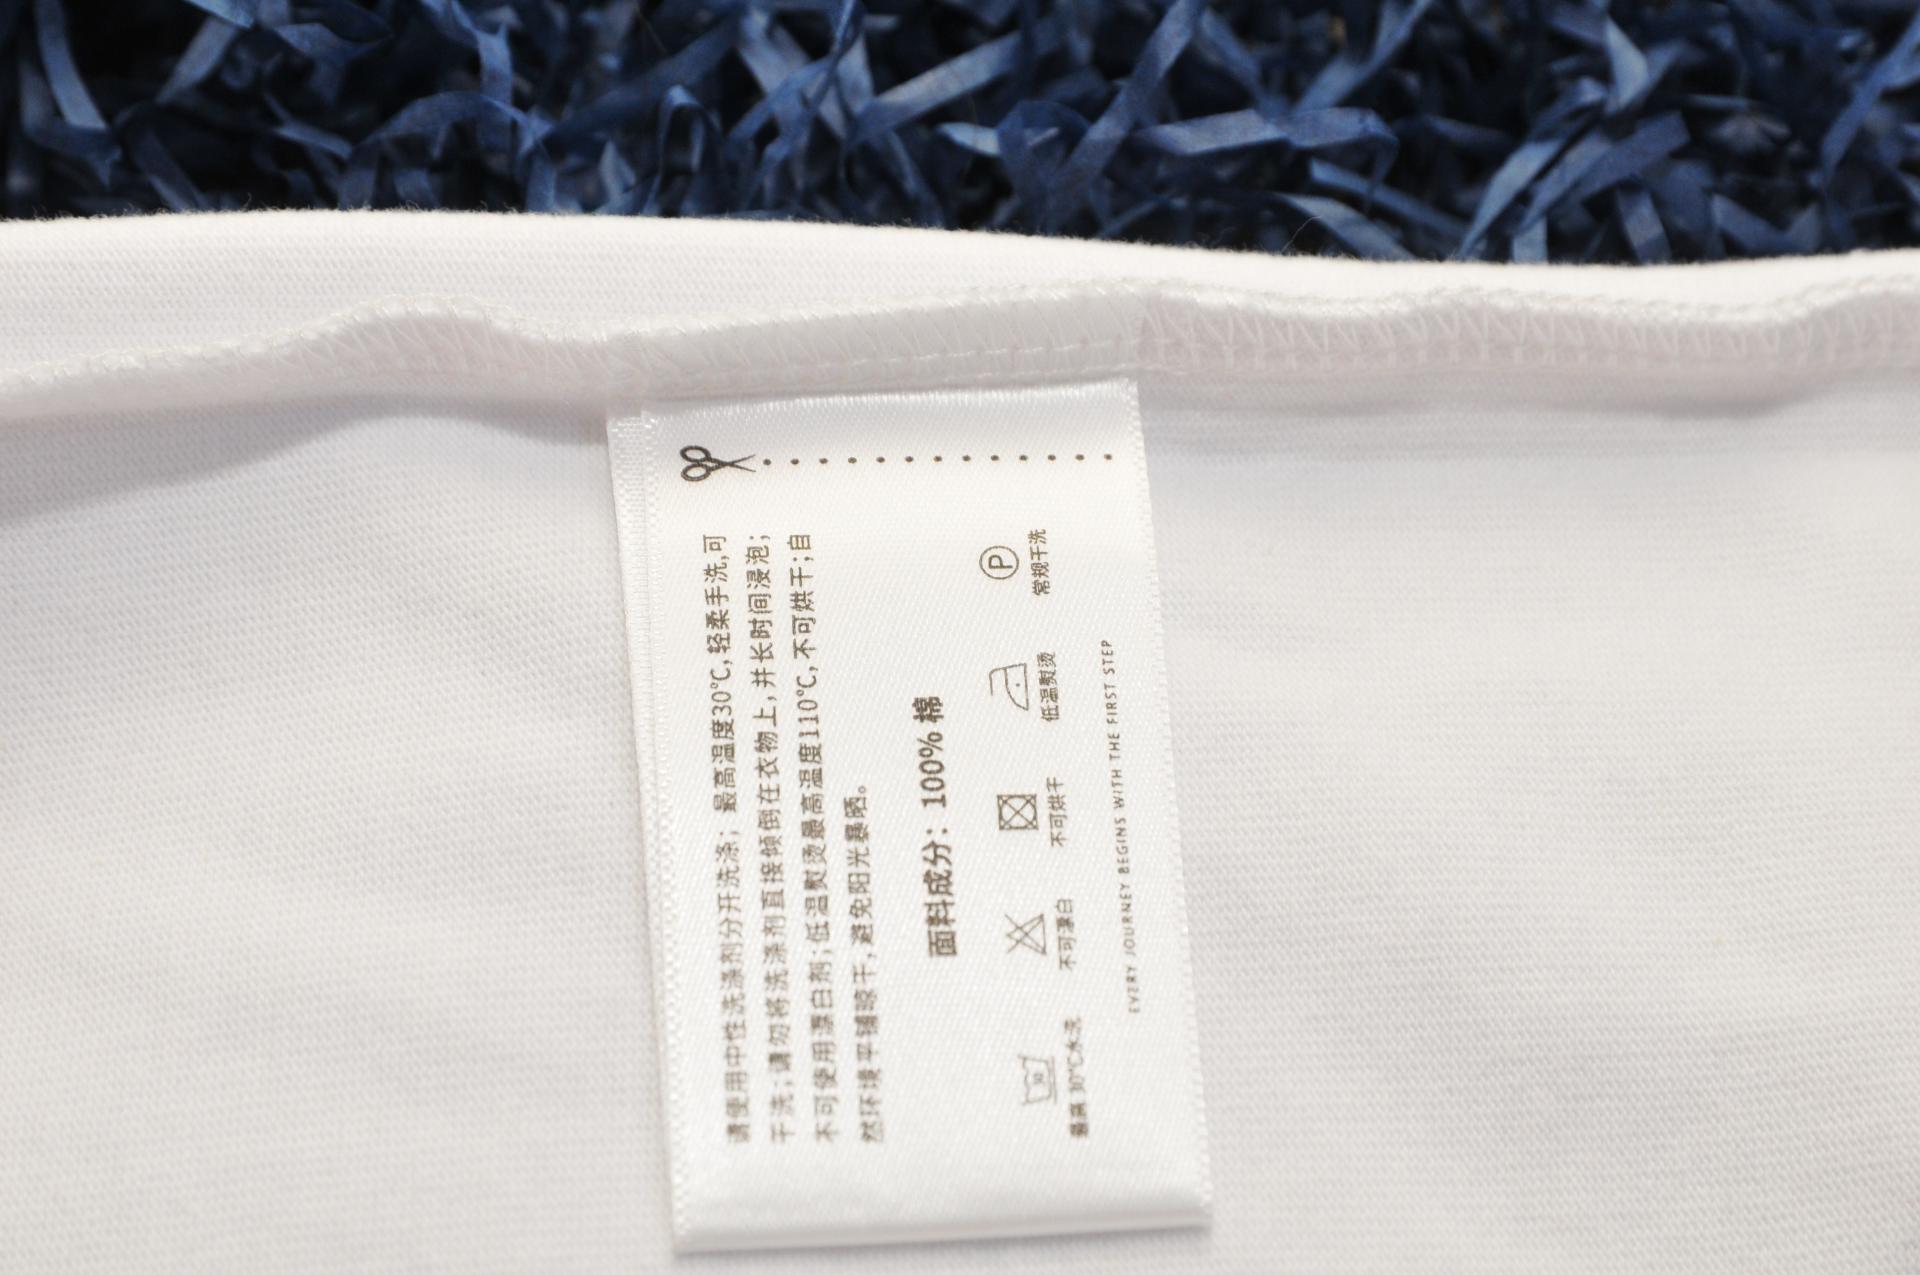 请使用中性洗涤剂分开洗涤；最高温度30℃,轻柔手洗,可
干洗；请勿将洗涤剂直接倾倒在衣物上,并长时间浸泡；
不可使用漂白剂；低温熨烫最高温度110℃,不可烘干；自
然环境平铺晾干,避免阳光暴晒。
面料成分：100% 棉
30
P
最高 30℃水洗
不可漂白
不可烘干
低温熨烫
常规干洗
EVERY JOURNEY BEGINS WITH THE FIRST STEP